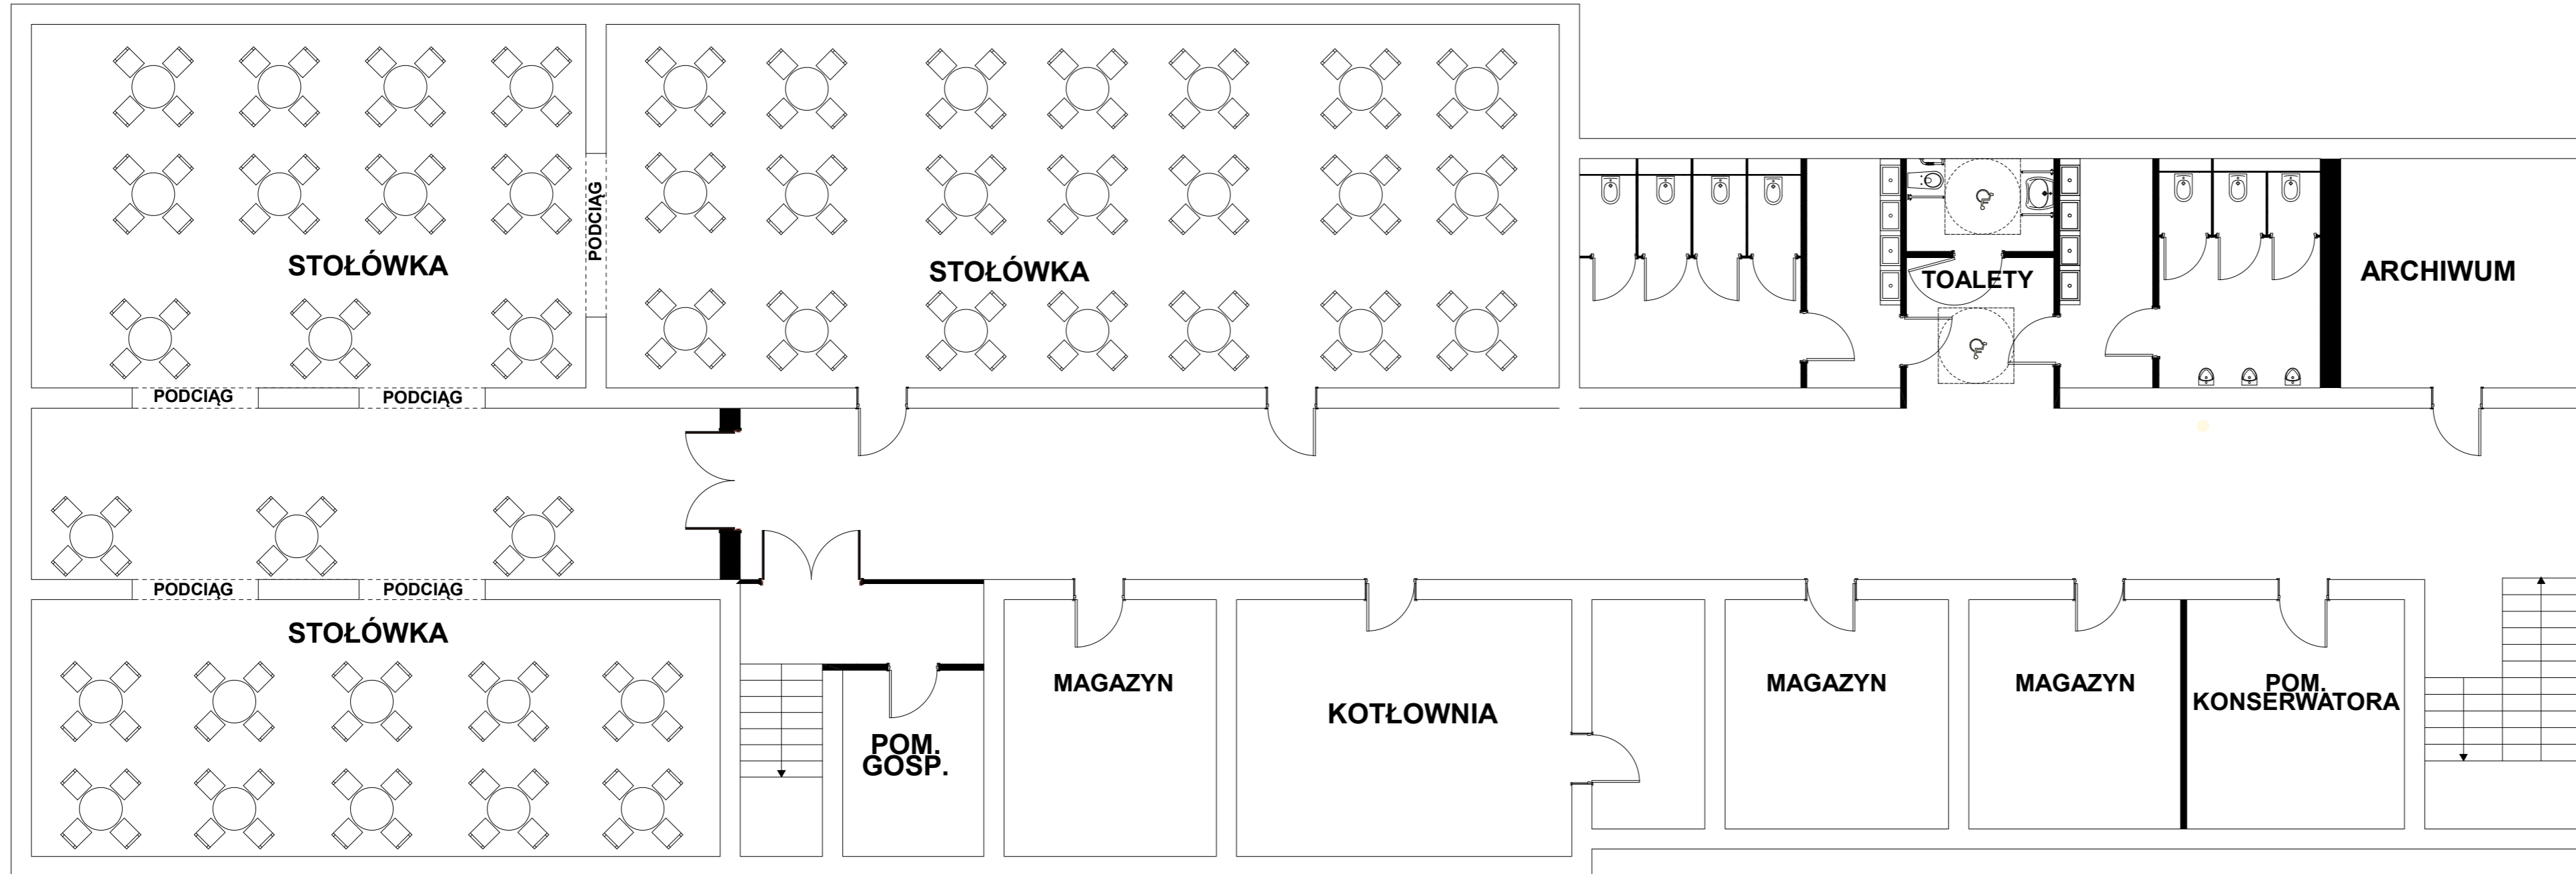 PODCIĄG
STOŁÓWKA
STOŁÓWKA
TOALETY
ARCHIWUM
PODCIĄG
PODCIĄG
PODCIĄG
PODCIĄG
STOŁÓWKA
MAGAZYN
KOTŁOWNIA
MAGAZYN
MAGAZYN
POM.
KONSERWATORA
POM.
GOSP.